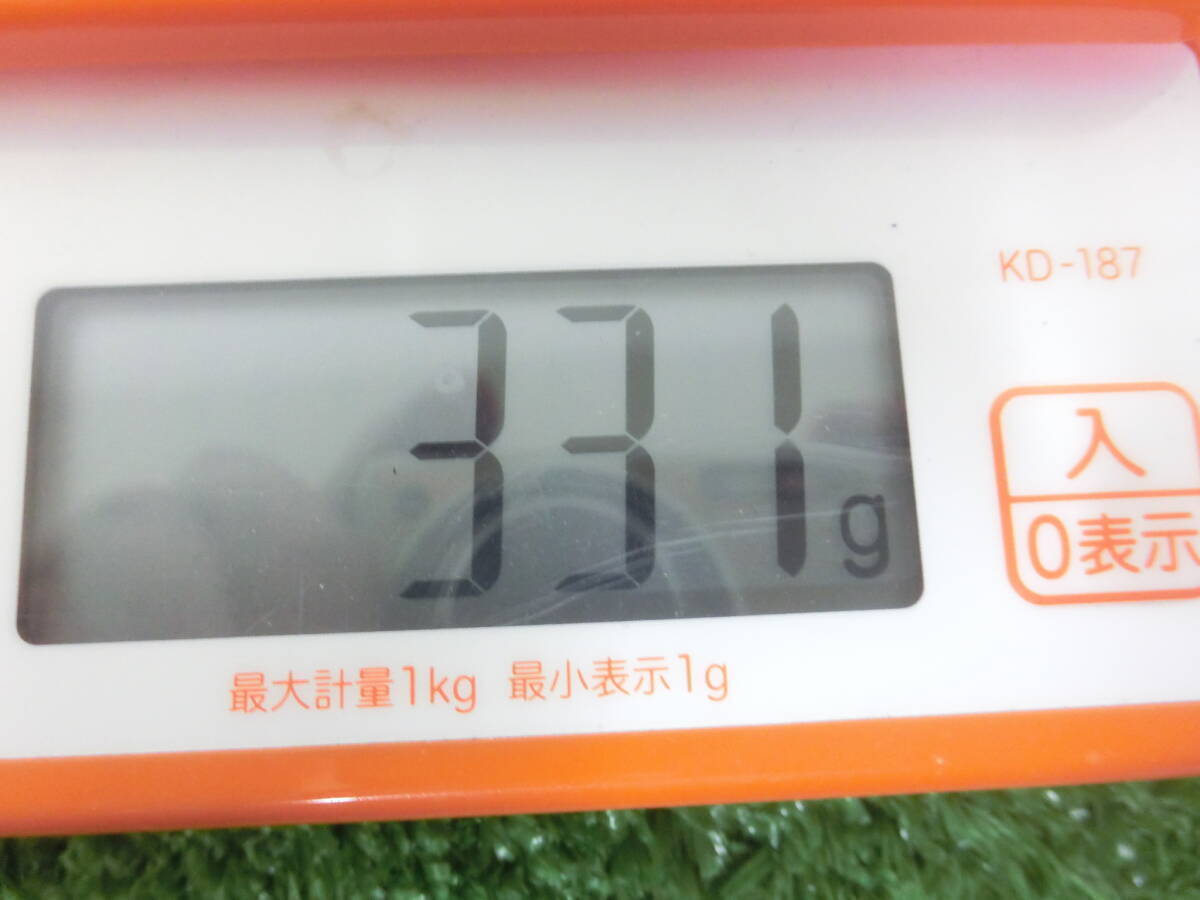 KD-187
331g
入
0表示
最大計量1kg 最小表示1g